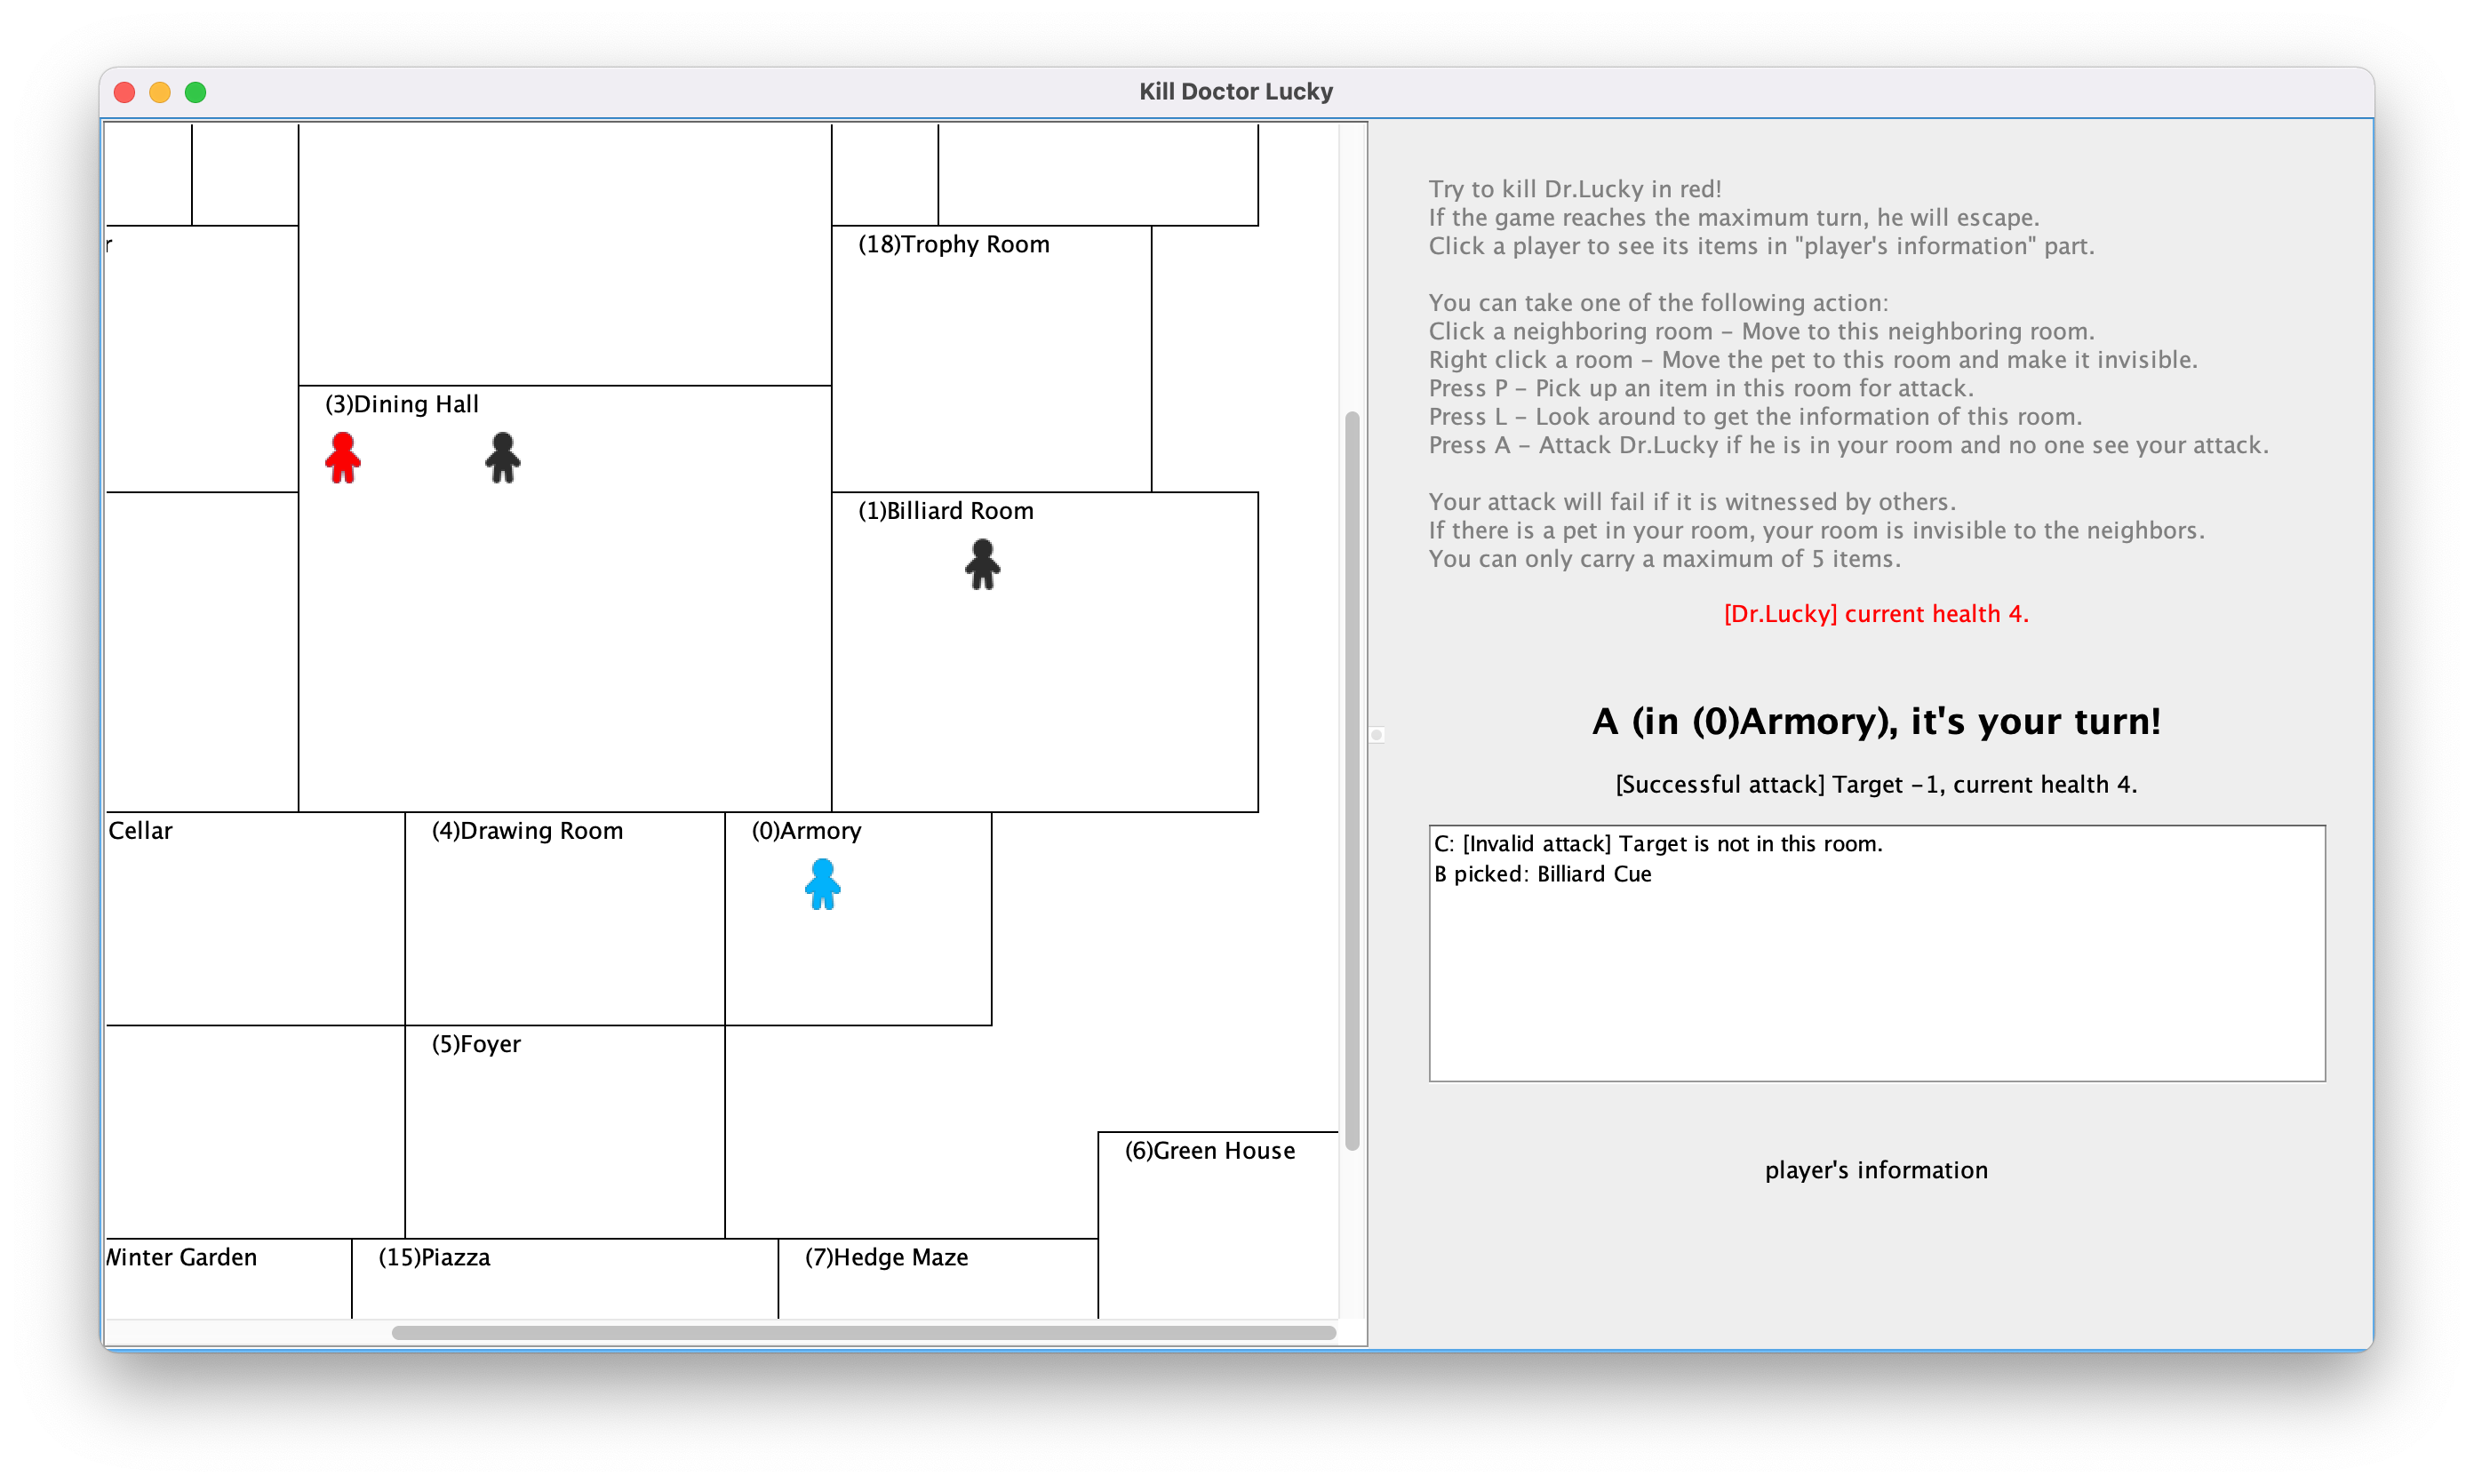 Kill Doctor Lucky
(18)Trophy Room
(3)Dining Hall
(1)Billiard Room
Cellar
(4)Drawing Room
(0)Armory
(5)Foyer
(6)Green House
Winter Garden
(15)Piazza
(7)Hedge Maze
Try to kill Dr.Lucky in red!
If the game reaches the maximum turn, he will escape.
Click a player to see its items in "player's information" part.
You can take one of the following action:
Click a neighboring room - Move to this neighboring room.
Right click a room - Move the pet to this room and make it invisible.
Press P - Pick up an item in this room for attack.
Press L - Look around to get the information of this room.
Press A - Attack Dr.Lucky if he is in your room and no one see your attack.
Your attack will fail if it is witnessed by others.
If there is a pet in your room, your room is invisible to the neighbors.
You can only carry a maximum of 5 items.
[Dr.Lucky] current health 4.
A (in (0)Armory), it's your turn!
[Successful attack] Target -1, current health 4.
C: [Invalid attack] Target is not in this room.
B picked: Billiard Cue
player's information